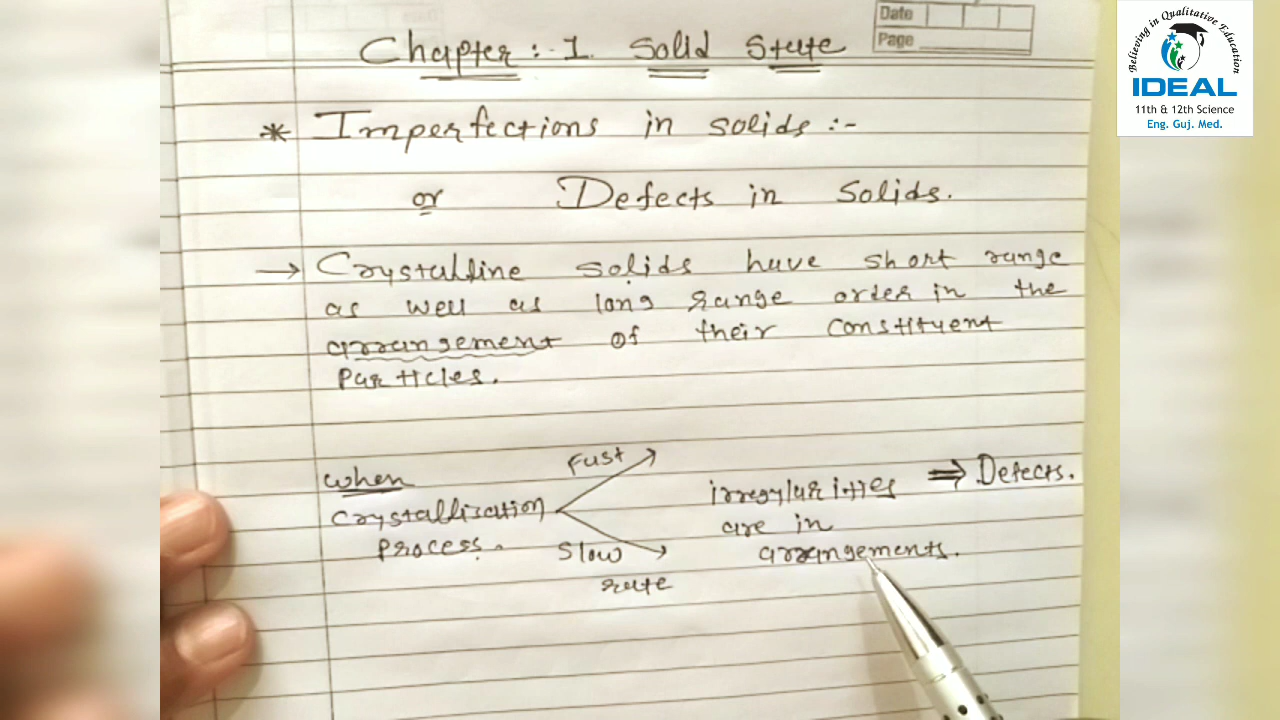 Date
Page
Believing in Qualitative Education
IDEAL
11th & 12th Science
Eng. Guj. Med.
Chapter :- 1. Solid State
* Imperfections in solids :-
or Defects in Solids.
→ Crystalline solids have short range
as well as long range order in the
arrangement of their constituent
Particles.
when
crystallization
process.
Fast
Slow
rate
irregularities
are in
arrangements.
⇒ Defects.